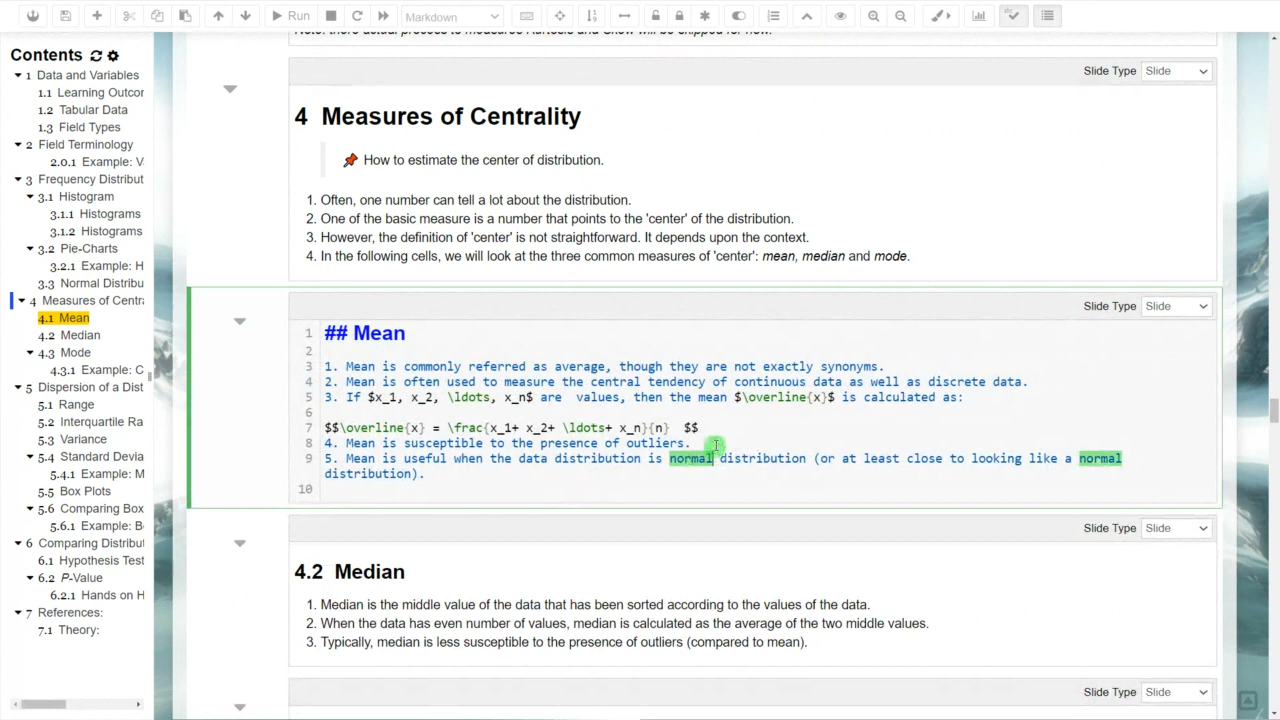 Run
Markdown
Contents
1 Data and Variables
1.1 Learning Outcor
1.2 Tabular Data
1.3 Field Types
2 Field Terminology
2.0.1 Example: V
3 Frequency Distribut
3.1 Histogram
3.1.1 Histograms
3.1.2 Histograms
3.2 Pie-Charts
3.2.1 Example: H
3.3 Normal Distribu
4 Measures of Centra
4.1 Mean
4.2 Median
4.3 Mode
4.3.1 Example: C
5 Dispersion of a Dist
5.1 Range
5.2 Interquartile Ra
5.3 Variance
5.4 Standard Devia
5.4.1 Example: M
5.5 Box Plots
5.6 Comparing Box
5.6.1 Example: B
6 Comparing Distribut
6.1 Hypothesis Test
6.2 P-Value
6.2.1 Hands on H
7 References:
7.1 Theory:
Slide Type Slide
4 Measures of Centrality
📌 How to estimate the center of distribution.
1. Often, one number can tell a lot about the distribution.
2. One of the basic measure is a number that points to the 'center' of the distribution.
3. However, the definition of 'center' is not straightforward. It depends upon the context.
4. In the following cells, we will look at the three common measures of 'center': mean, median and mode.
Slide Type Slide
1 ## Mean
2
3 1. Mean is commonly referred as average, though they are not exactly synonyms.
4 2. Mean is often used to measure the central tendency of continuous data as well as discrete data.
5 3. If $x_1, x_2, \ldots, x_n$ are  values, then the mean $\overline{x}$ is calculated as:
6
7 $$\overline{x} = \frac{x_1+ x_2+ \ldots+ x_n}{n}  $$
8 4. Mean is susceptible to the presence of outliers.
9 5. Mean is useful when the data distribution is normal distribution (or at least close to looking like a normal
distribution).
10
Slide Type Slide
4.2 Median
1. Median is the middle value of the data that has been sorted according to the values of the data.
2. When the data has even number of values, median is calculated as the average of the two middle values.
3. Typically, median is less susceptible to the presence of outliers (compared to mean).
Slide Type Slide